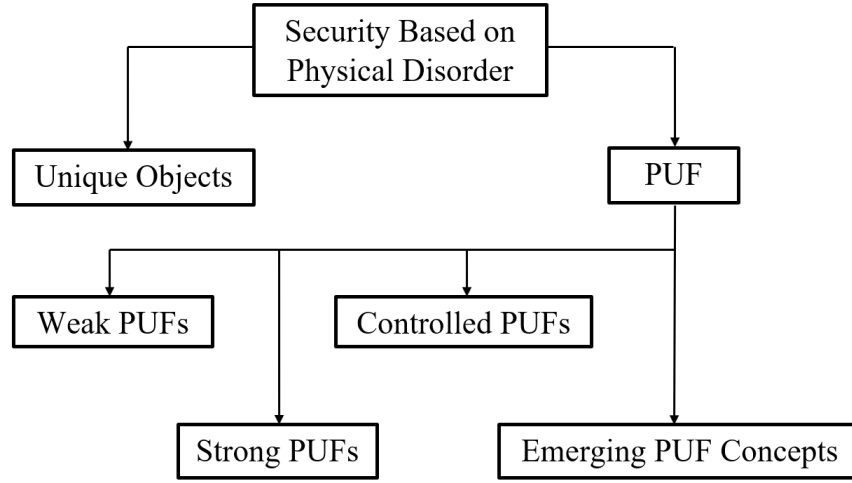 Security Based on
Physical Disorder
Unique Objects
PUF
Weak PUFs
Controlled PUFs
Strong PUFs
Emerging PUF Concepts